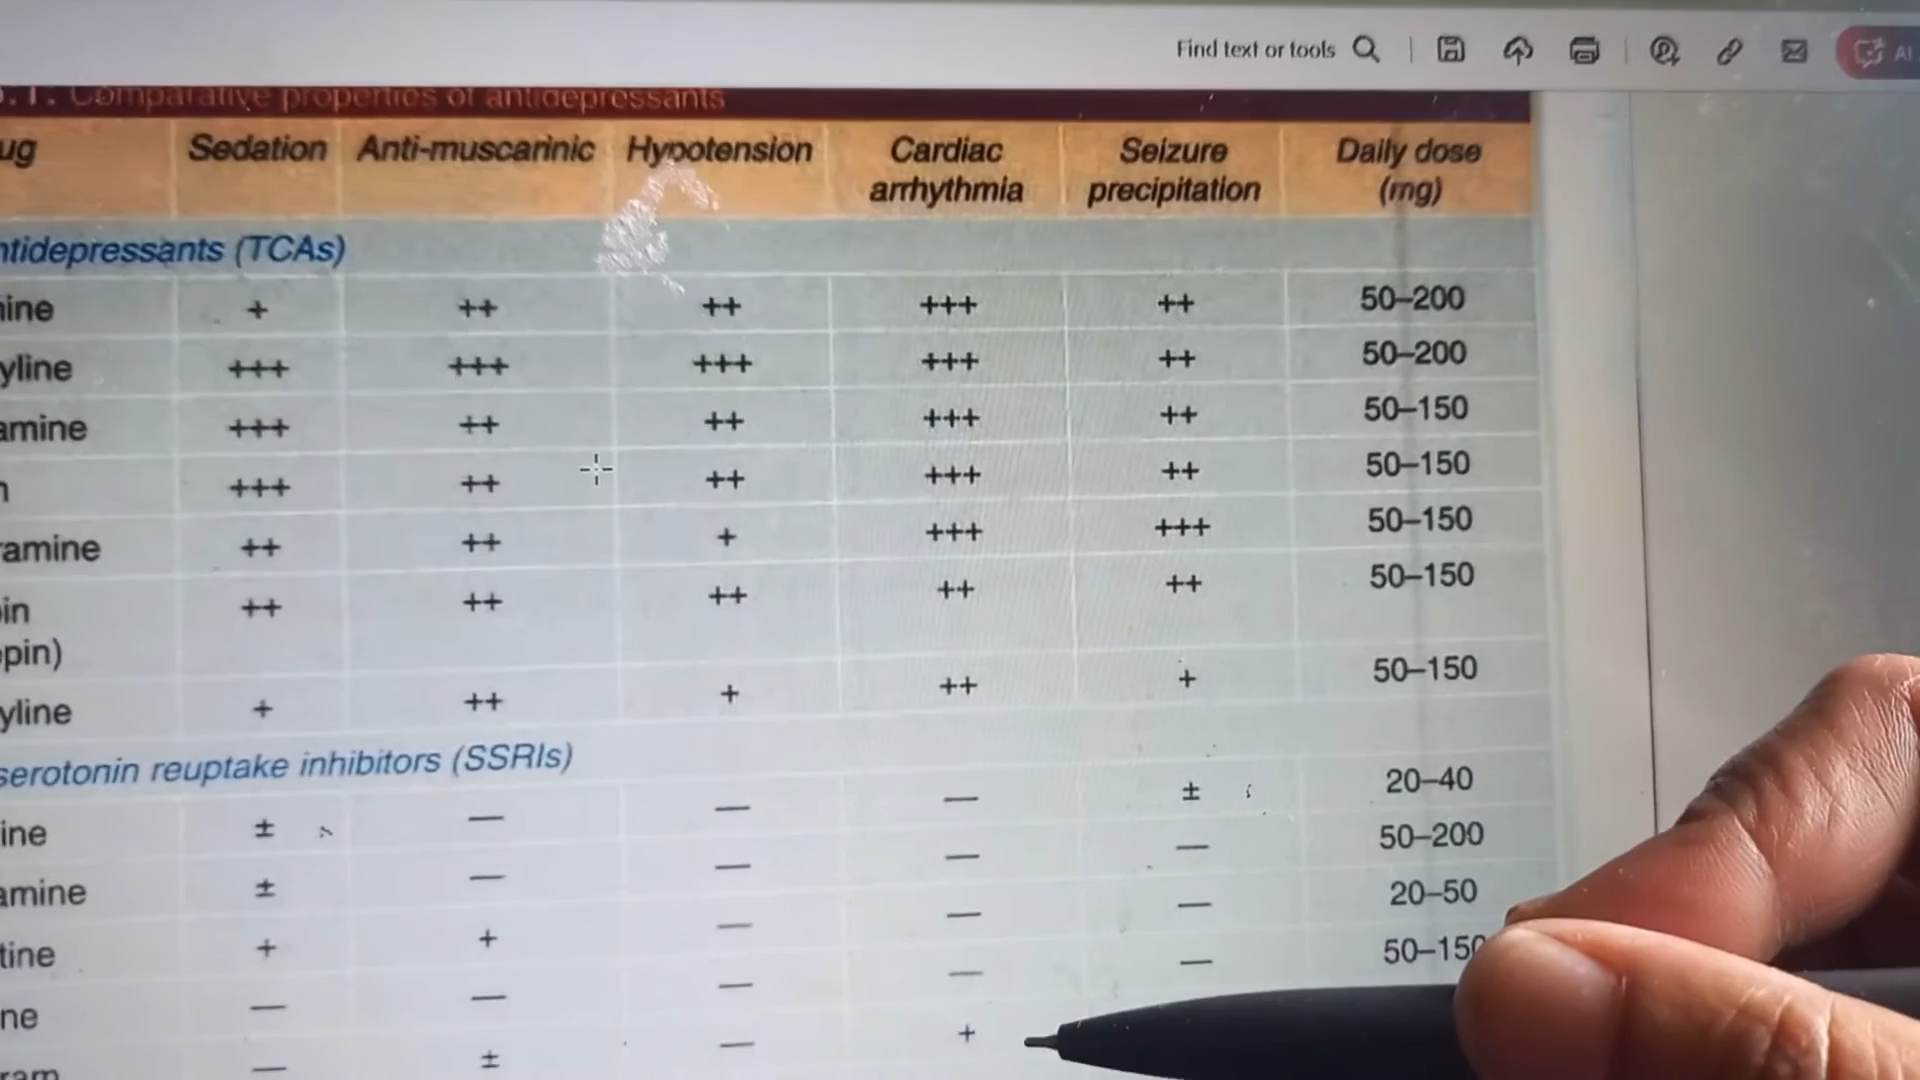 Find text or tools
AI
.1. Comparative properties of antidepressants
ug Sedation Anti-muscarinic Hypotension Cardiac arrhythmia Seizure precipitation Daily dose (mg)
ntidepressants (TCAs)
nine + ++ ++ +++ ++ 50–200
yline +++ +++ +++ +++ ++ 50–200
amine +++ ++ ++ +++ ++ 50–150
n +++ ++ ++ +++ ++ 50–150
ramine ++ ++ + +++ +++ 50–150
pin ++ ++ ++ ++ ++ 50–150
pin)
yline + ++ + ++ + 50–150
serotonin reuptake inhibitors (SSRIs)
ine ± — — — ± 20–40
amine ± — — — — 50–200
tine + + — — — 20–50
ne — — — — — 50–150
ram — ± — +